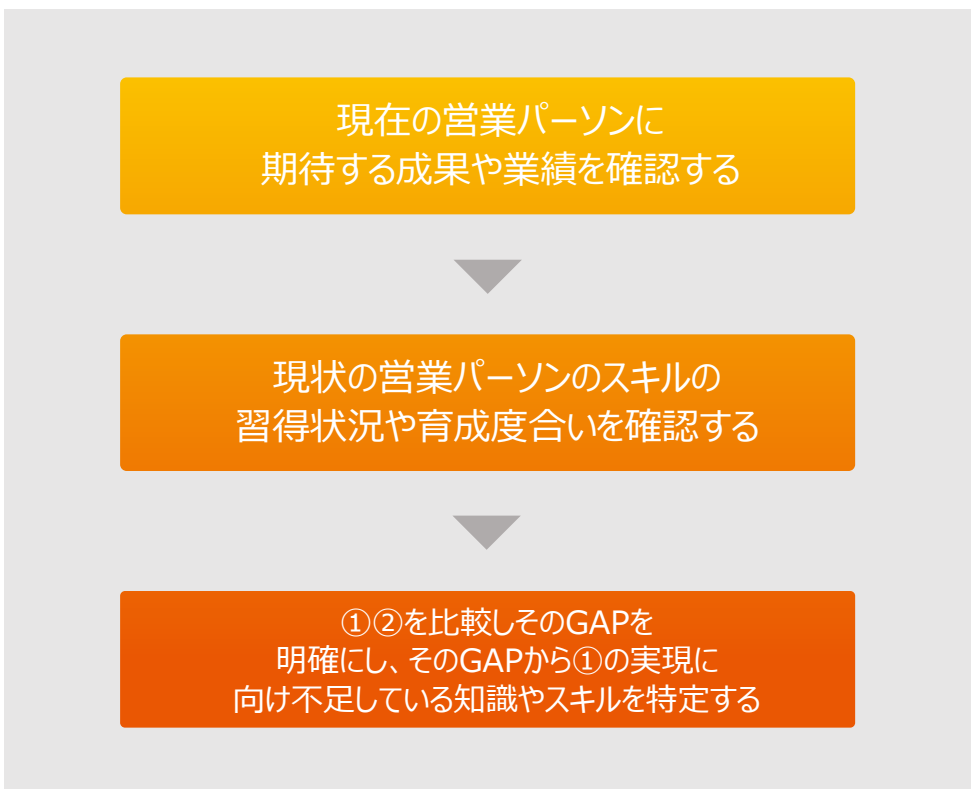 現在の営業パーソンに
期待する成果や業績を確認する
現状の営業パーソンのスキルの
習得状況や育成度合いを確認する
①②を比較しそのGAPを
明確にし、そのGAPから①の実現に
向け不足している知識やスキルを特定する